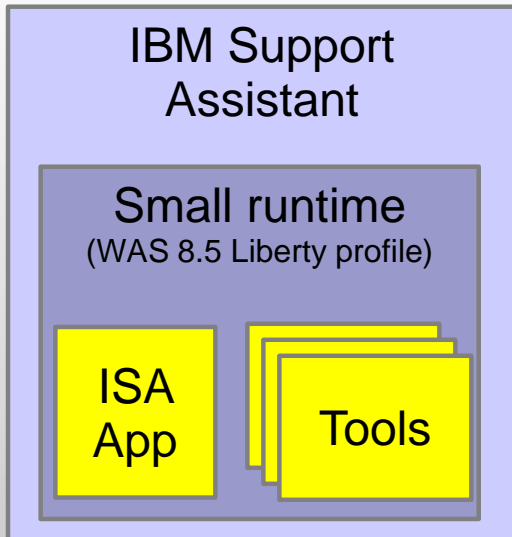 IBM Support
Assistant
Small runtime
(WAS 8.5 Liberty profile)
ISA
App
Tools